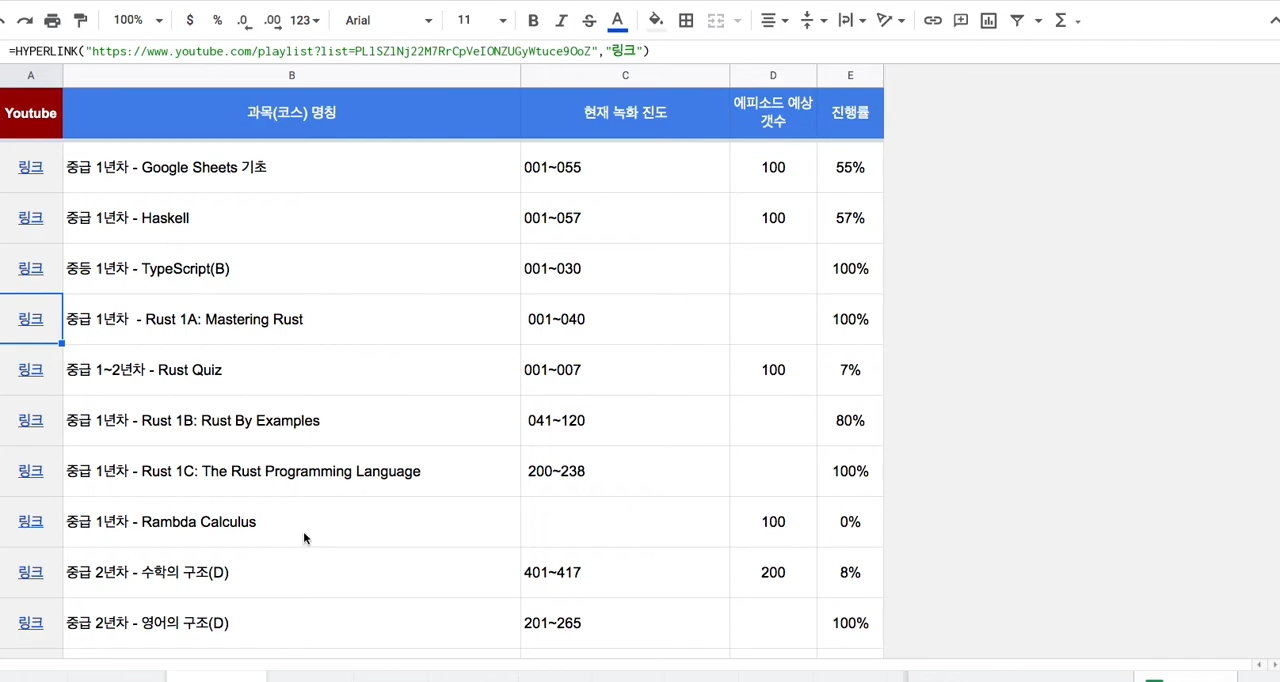 100% $ % .0 .00 123 Arial 11 B I S A
=HYPERLINK("https://www.youtube.com/playlist?list=PLlSZlNj22M7RrCpVeIONZUGyWtuce9OoZ","링크")
A B C D E
Youtube 과목(코스) 명칭 현재 녹화 진도 에피소드 예상 갯수 진행률
링크 중급 1년차 - Google Sheets 기초 001~055 100 55%
링크 중급 1년차 - Haskell 001~057 100 57%
링크 중등 1년차 - TypeScript(B) 001~030 100%
링크 중급 1년차 - Rust 1A: Mastering Rust 001~040 100%
링크 중급 1~2년차 - Rust Quiz 001~007 100 7%
링크 중급 1년차 - Rust 1B: Rust By Examples 041~120 80%
링크 중급 1년차 - Rust 1C: The Rust Programming Language 200~238 100%
링크 중급 1년차 - Rambda Calculus 100 0%
링크 중급 2년차 - 수학의 구조(D) 401~417 200 8%
링크 중급 2년차 - 영어의 구조(D) 201~265 100%